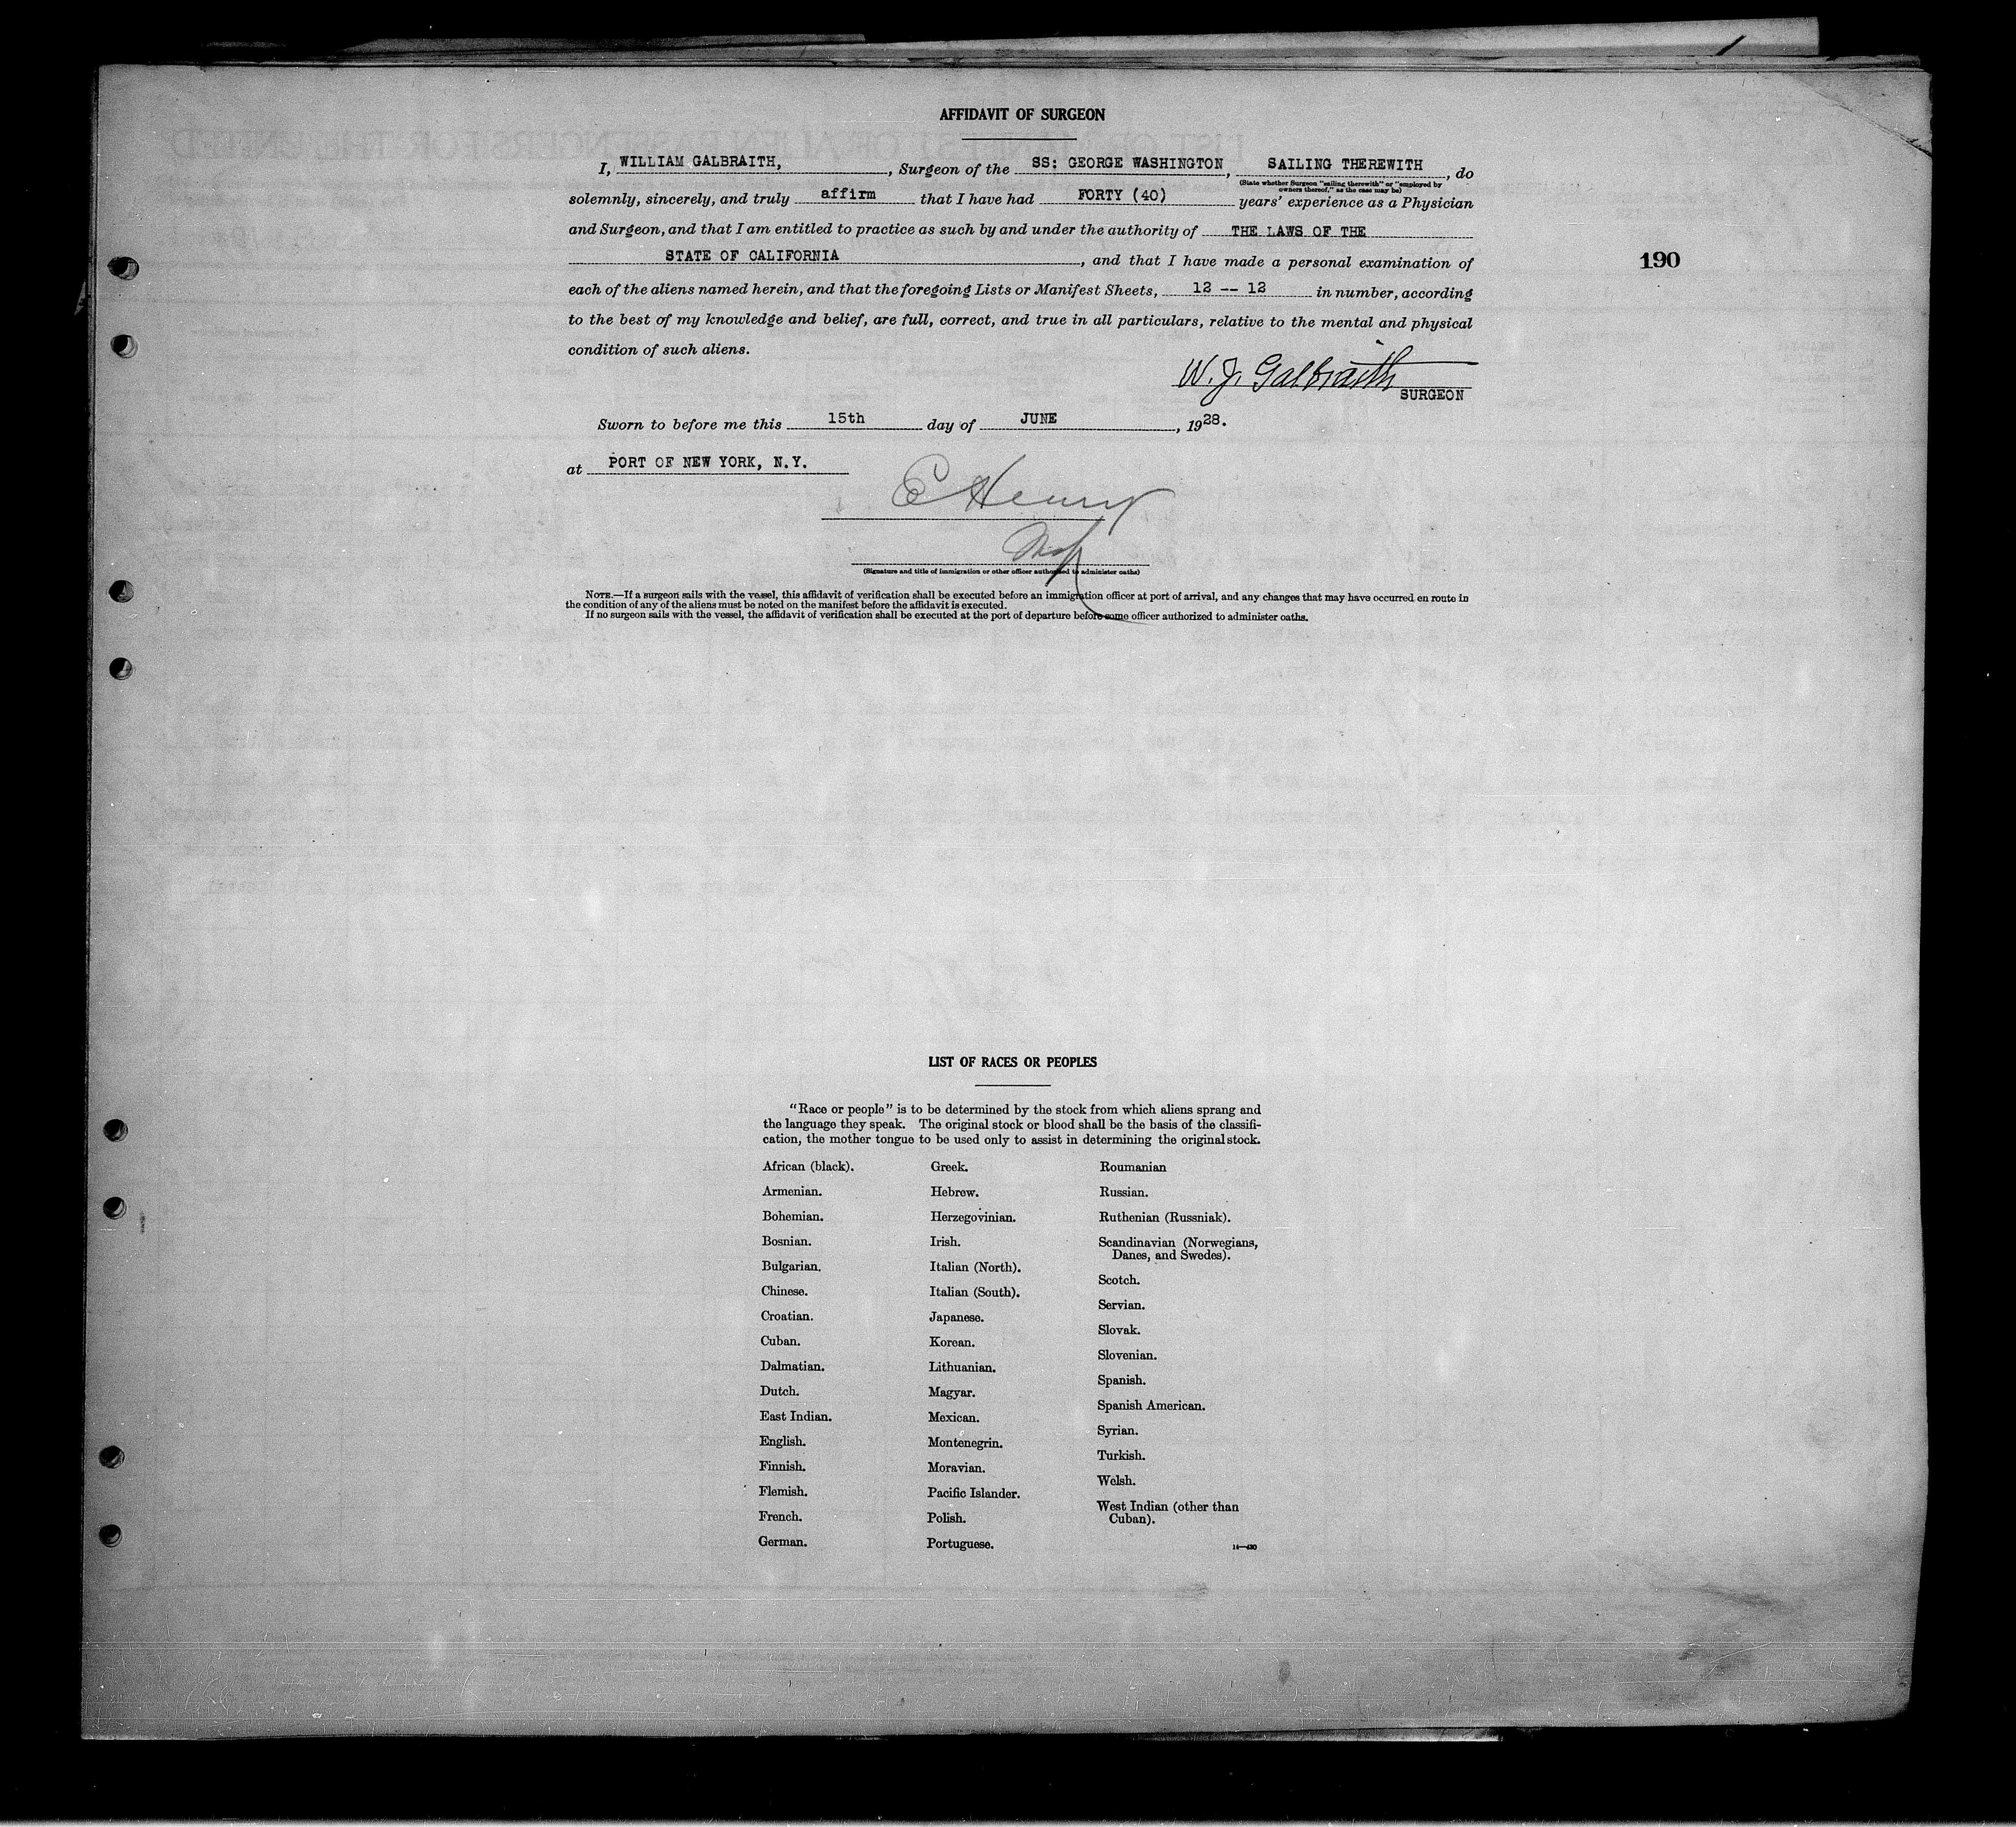 AFFIDAVIT OF SURGEON
I, WILLIAM GALBRAITH, , Surgeon of the SS: GEORGE WASHINGTON , SAILING THEREWITH , do
(State whether Surgeon "sailing therewith" or "employed by
owners thereof," as the case may be)
solemnly, sincerely, and truly affirm that I have had FORTY (40) years' experience as a Physician
and Surgeon, and that I am entitled to practice as such by and under the authority of THE LAWS OF THE
STATE OF CALIFORNIA , and that I have made a personal examination of
190
each of the aliens named herein, and that the foregoing Lists or Manifest Sheets, 12 -- 12 in number, according
to the best of my knowledge and belief, are full, correct, and true in all particulars, relative to the mental and physical
condition of such aliens.
W. J. Galbraith
SURGEON
Sworn to before me this 15th day of JUNE , 1928.
at PORT OF NEW YORK, N.Y.
E Henry
(Signature and title of immigration or other officer authorized to administer oaths)
NOTE.—If a surgeon sails with the vessel, this affidavit of verification shall be executed before an immigration officer at port of arrival, and any changes that may have occurred en route in
the condition of any of the aliens must be noted on the manifest before the affidavit is executed.
If no surgeon sails with the vessel, the affidavit of verification shall be executed at the port of departure before some officer authorized to administer oaths.
LIST OF RACES OR PEOPLES
"Race or people" is to be determined by the stock from which aliens sprang and
the language they speak. The original stock or blood shall be the basis of the classifi-
cation, the mother tongue to be used only to assist in determining the original stock.
African (black).
Armenian.
Bohemian.
Bosnian.
Bulgarian.
Chinese.
Croatian.
Cuban.
Dalmatian.
Dutch.
East Indian.
English.
Finnish.
Flemish.
French.
German.
Greek.
Hebrew.
Herzegovinian.
Irish.
Italian (North).
Italian (South).
Japanese.
Korean.
Lithuanian.
Magyar.
Mexican.
Montenegrin.
Moravian.
Pacific Islander.
Polish.
Portuguese.
Roumanian
Russian.
Ruthenian (Russniak).
Scandinavian (Norwegians,
Danes, and Swedes).
Scotch.
Servian.
Slovak.
Slovenian.
Spanish.
Spanish American.
Syrian.
Turkish.
Welsh.
West Indian (other than
Cuban).
14—430